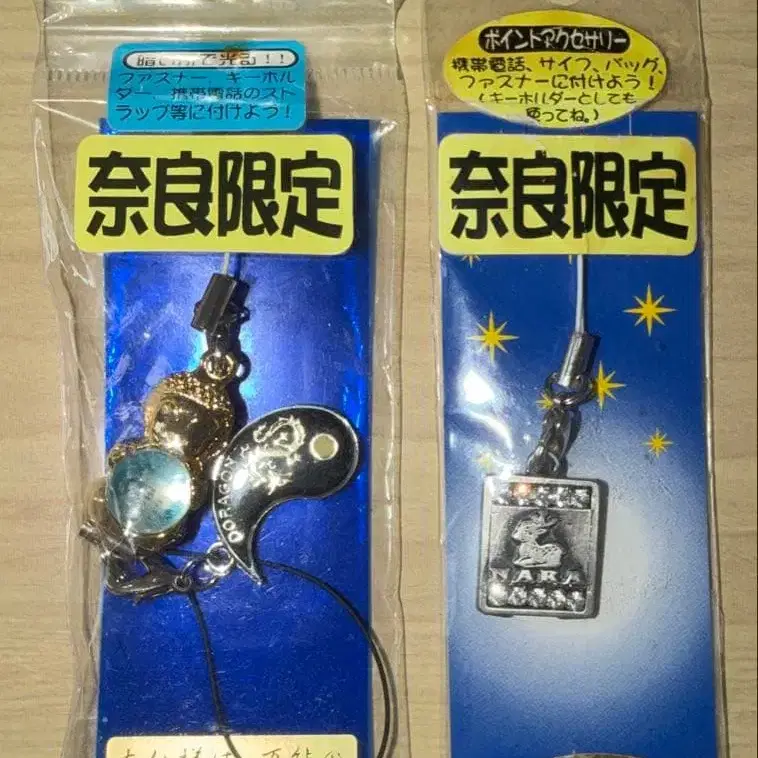 暗い所で光る!!
ファスナー、キーホル
ダー、携帯電話のスト
ラップ等に付けよう!
奈良限定
DORAGON
ポイントアクセサリー
携帯電話、サイフ、バッグ、
ファスナーに付けよう!
(キーホルダーとしても
使ってね。)
奈良限定
NARA